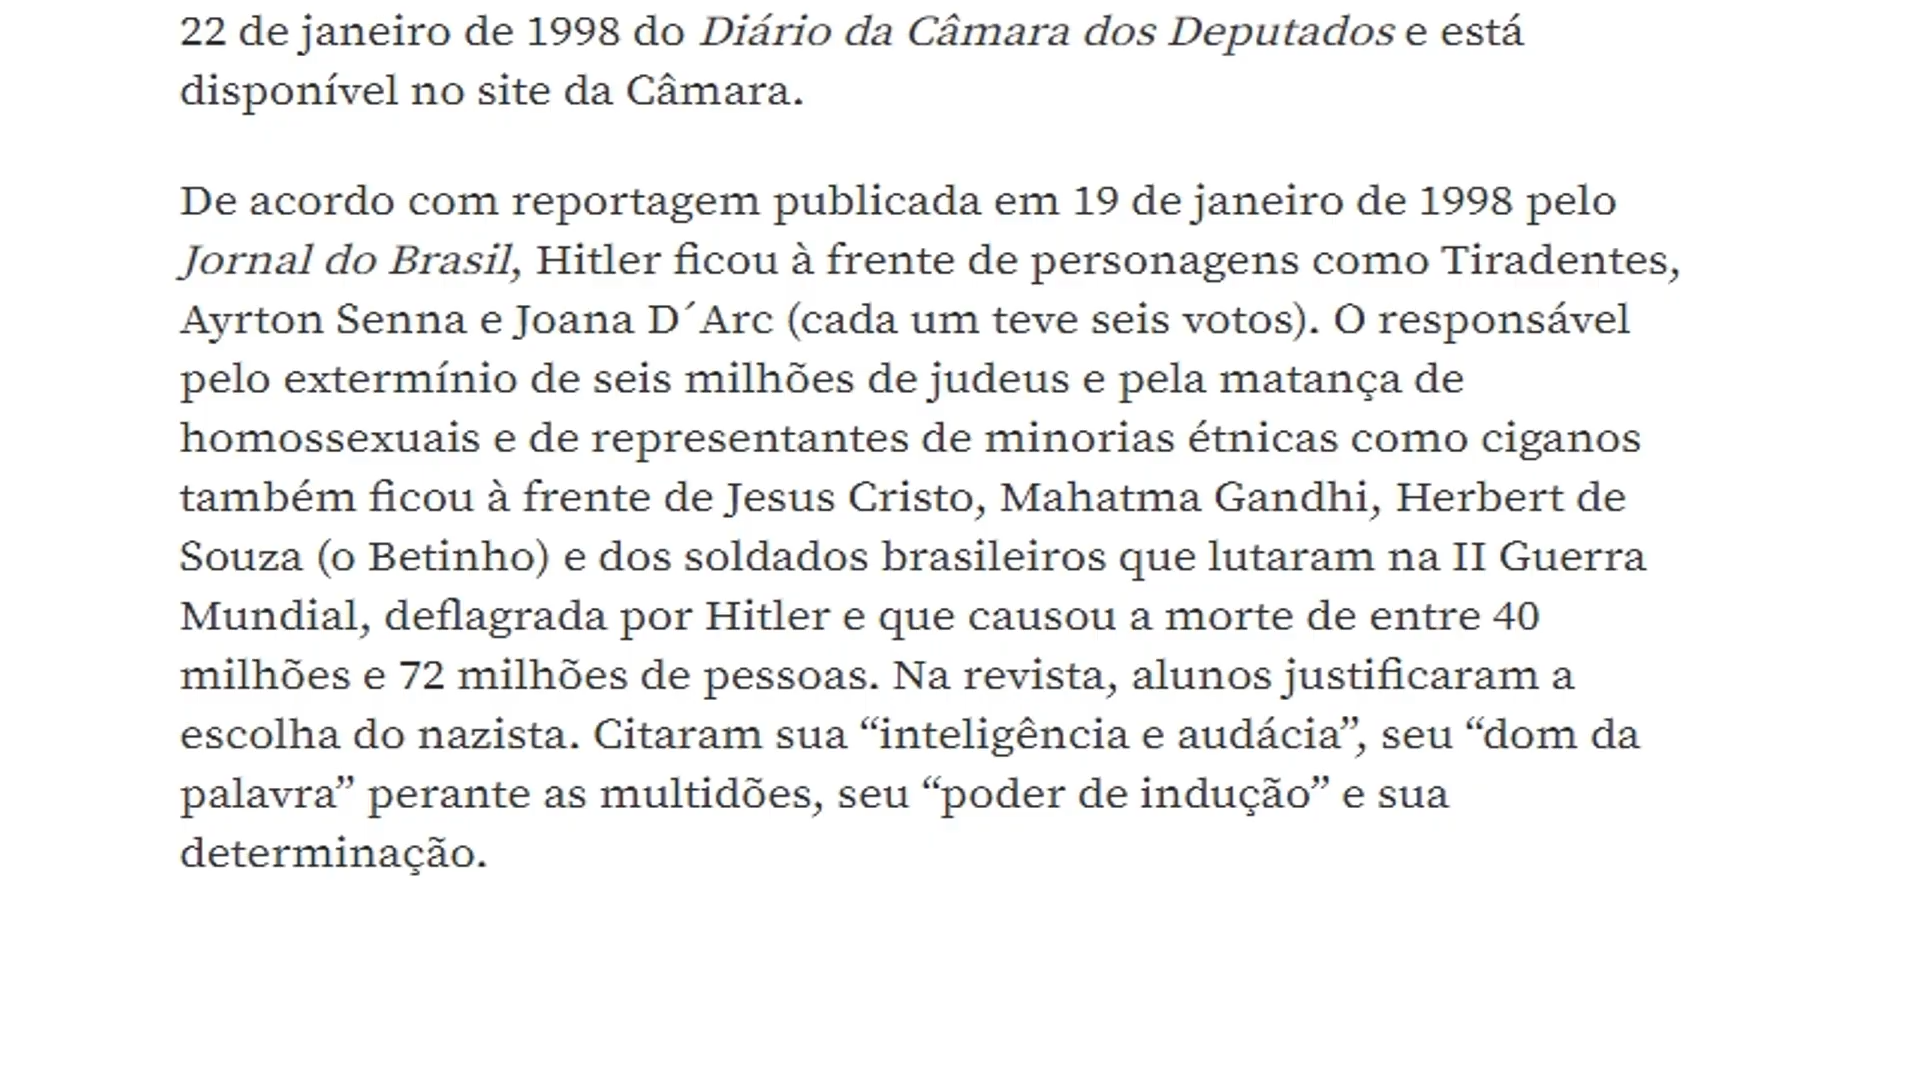 22 de janeiro de 1998 do Diário da Câmara dos Deputados e está
disponível no site da Câmara.
De acordo com reportagem publicada em 19 de janeiro de 1998 pelo
Jornal do Brasil, Hitler ficou à frente de personagens como Tiradentes,
Ayrton Senna e Joana D´Arc (cada um teve seis votos). O responsável
pelo extermínio de seis milhões de judeus e pela matança de
homossexuais e de representantes de minorias étnicas como ciganos
também ficou à frente de Jesus Cristo, Mahatma Gandhi, Herbert de
Souza (o Betinho) e dos soldados brasileiros que lutaram na II Guerra
Mundial, deflagrada por Hitler e que causou a morte de entre 40
milhões e 72 milhões de pessoas. Na revista, alunos justificaram a
escolha do nazista. Citaram sua “inteligência e audácia”, seu “dom da
palavra” perante as multidões, seu “poder de indução” e sua
determinação.